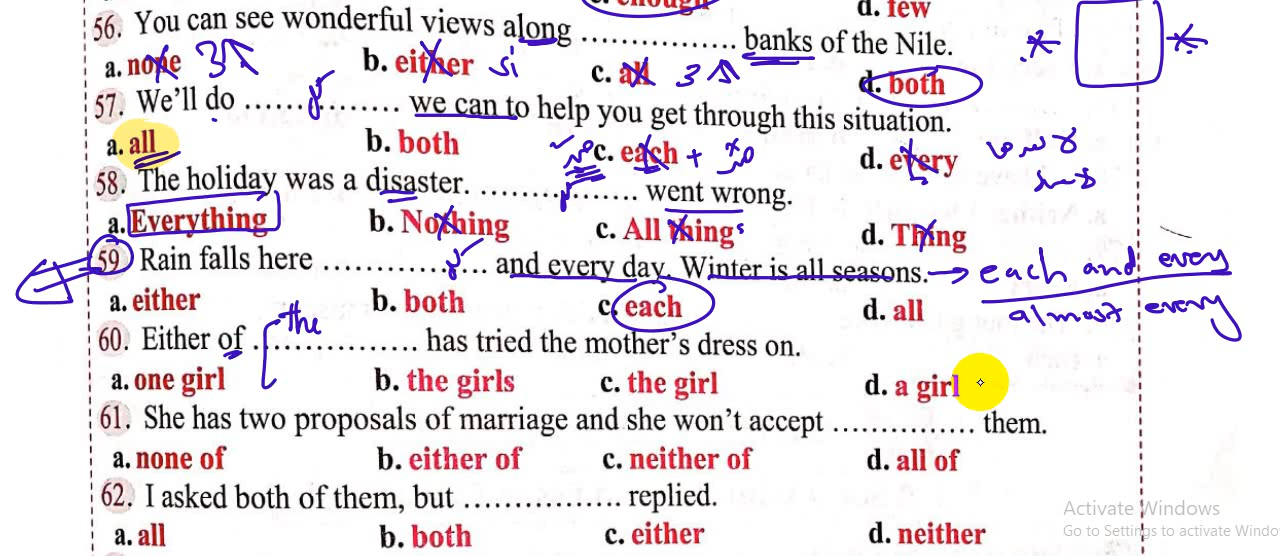 d. few
56. You can see wonderful views along ................ banks of the Nile.
a. none 3 b. either si c. all 3 d. both
57. We'll do ................ we can to help you get through this situation.
a. all b. both c. each + d. every
58. The holiday was a disaster. ................ went wrong.
a. Everything b. Nothing c. All things d. Thing
59. Rain falls here ................ and every day. Winter is all seasons. → each and every
a. either b. both c. each d. all almost every
the
60. Either of ................ has tried the mother's dress on.
a. one girl b. the girls c. the girl d. a girl
61. She has two proposals of marriage and she won't accept ............... them.
a. none of b. either of c. neither of d. all of
62. I asked both of them, but ................ replied.
a. all b. both c. either d. neither
Activate Windows
Go to Settings to activate Windo